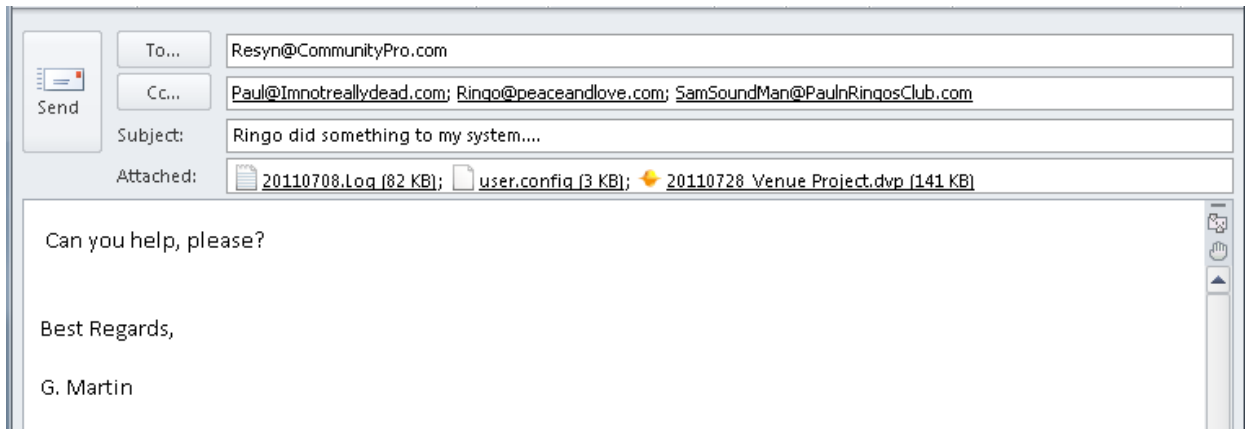 To...
Resyn@CommunityPro.com
Send
Cc...
Paul@Imnotreallydead.com; Ringo@peaceandlove.com; SamSoundMan@PaulnRingosClub.com
Subject:
Ringo did something to my system....
Attached:
20110708.Log (82 KB); user.config (3 KB); 20110728 Venue Project.dvp (141 KB)
Can you help, please?
Best Regards,
G. Martin